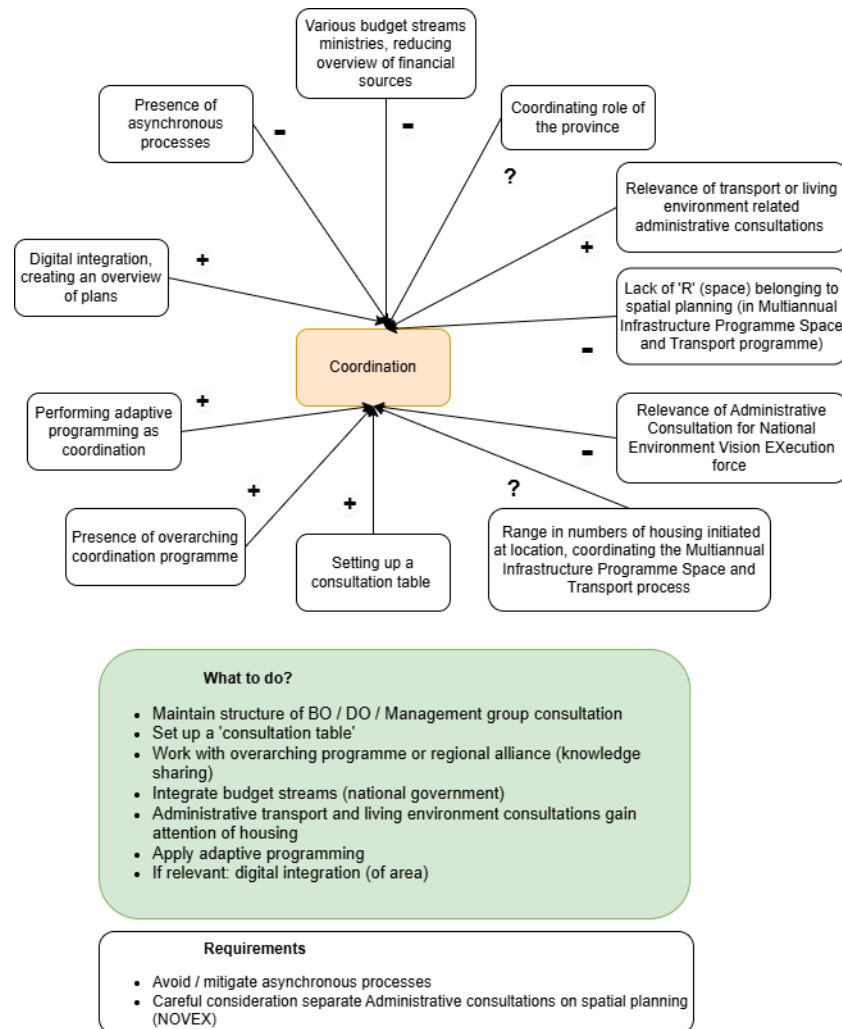 Various budget streams
ministries, reducing
overview of financial
sources
Presence of
asynchronous
processes
-
-
Coordinating role of
the province
?
Relevance of transport or living
environment related
administrative consultations
+
Digital integration,
creating an overview
of plans
+
Lack of 'R' (space) belonging to
spatial planning (in Multiannual
Infrastructure Programme Space
and Transport programme)
-
Coordination
Performing adaptive
programming as
coordination
+
Relevance of Administrative
Consultation for National
Environment Vision EXecution
force
-
Presence of overarching
coordination programme
+
Setting up a
consultation table
+
?
Range in numbers of housing initiated
at location, coordinating the Multiannual
Infrastructure Programme Space and
Transport process
What to do?
• Maintain structure of BO / DO / Management group consultation
• Set up a 'consultation table'
• Work with overarching programme or regional alliance (knowledge
sharing)
• Integrate budget streams (national government)
• Administrative transport and living environment consultations gain
attention of housing
• Apply adaptive programming
• If relevant: digital integration (of area)
Requirements
• Avoid / mitigate asynchronous processes
• Careful consideration separate Administrative consultations on spatial planning
(NOVEX)